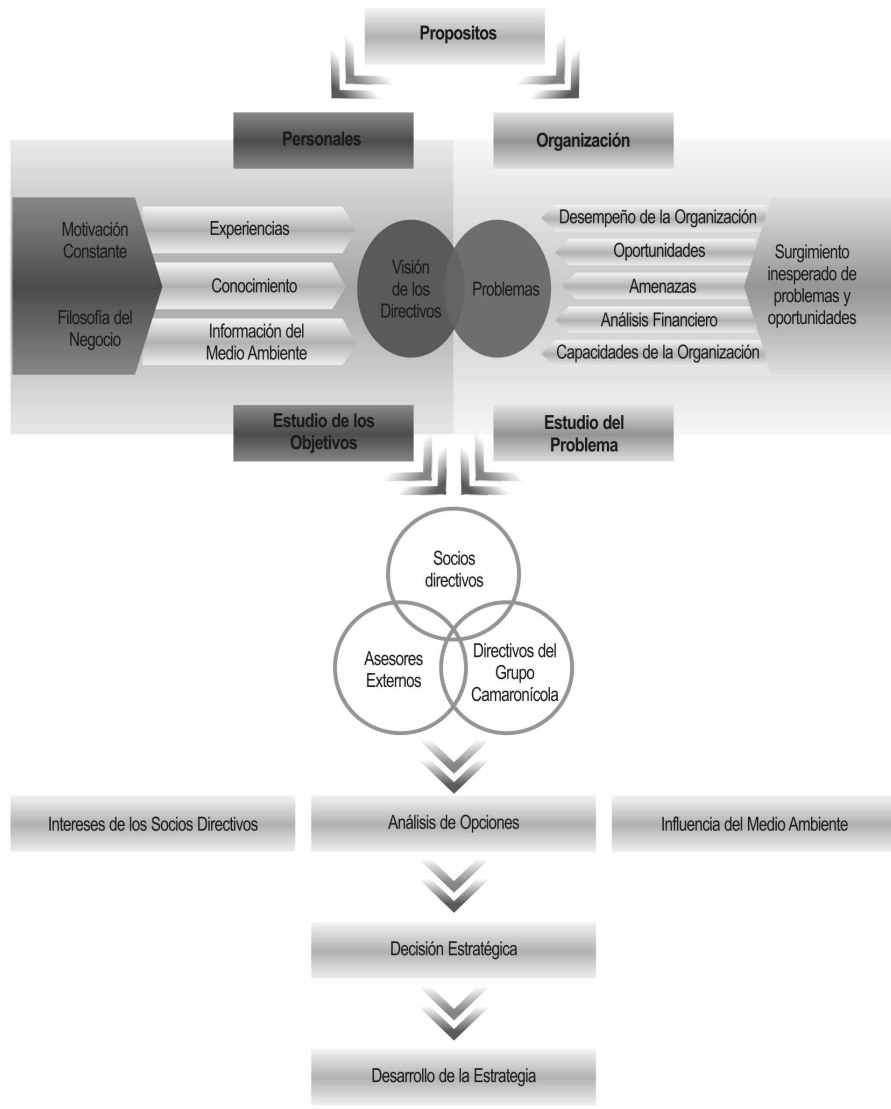 Propositos
Personales
Organización
Motivación
Constante
Filosofía del
Negocio
Experiencias
Conocimiento
Información del
Medio Ambiente
Visión
de los
Directivos
Problemas
Desempeño de la Organización
Oportunidades
Amenazas
Análisis Financiero
Capacidades de la Organización
Surgimiento
inesperado de
problemas y
oportunidades
Estudio de los
Objetivos
Estudio del
Problema
Socios
directivos
Asesores
Externos
Directivos del
Grupo
Camaronícola
Intereses de los Socios Directivos
Análisis de Opciones
Influencia del Medio Ambiente
Decisión Estratégica
Desarrollo de la Estrategia